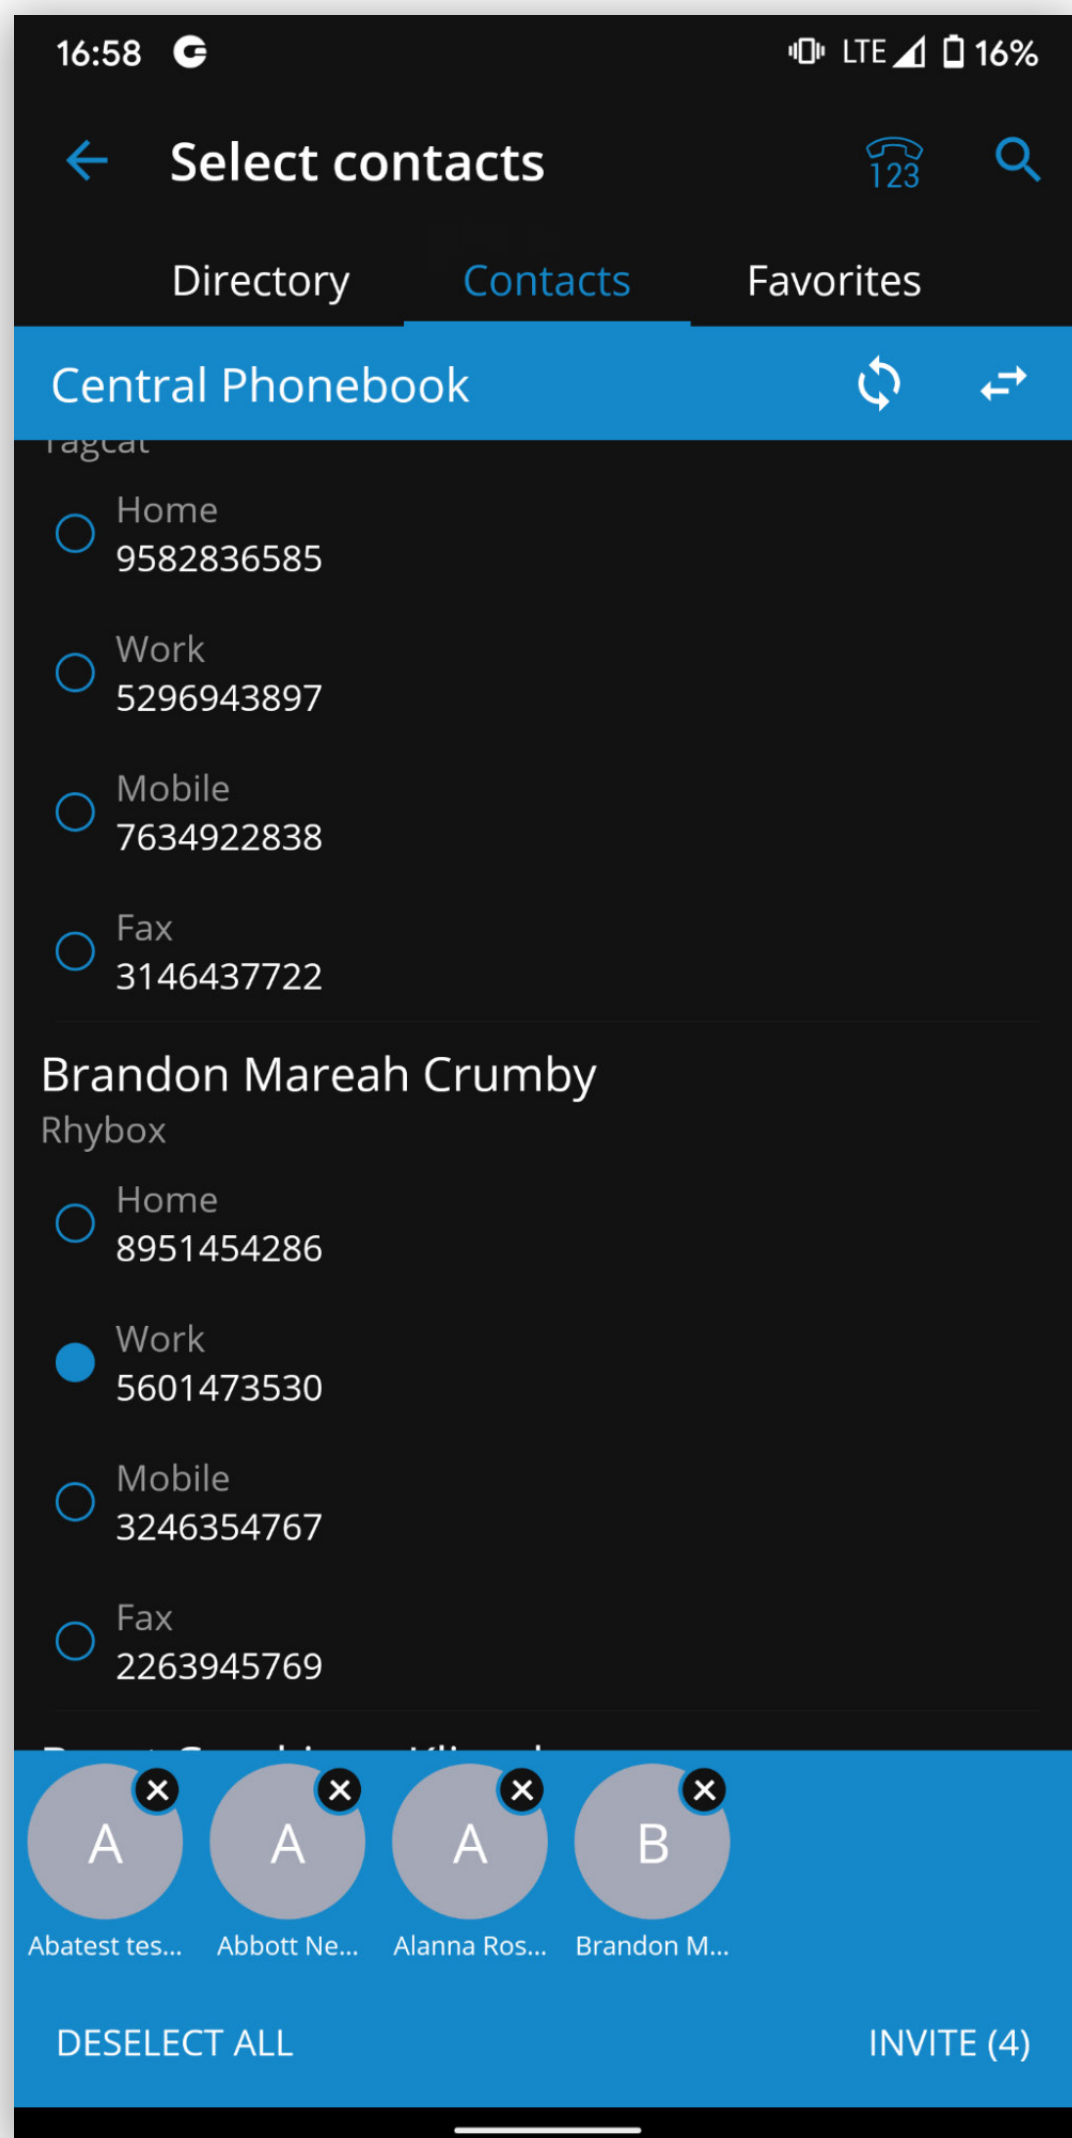 16:58 LTE 16%
Select contacts 123
Directory Contacts Favorites
Central Phonebook
Tagcat
Home
9582836585
Work
5296943897
Mobile
7634922838
Fax
3146437722
Brandon Mareah Crumby
Rhybox
Home
8951454286
Work
5601473530
Mobile
3246354767
Fax
2263945769
A A A B
Abatest tes... Abbott Ne... Alanna Ros... Brandon M...
DESELECT ALL INVITE (4)